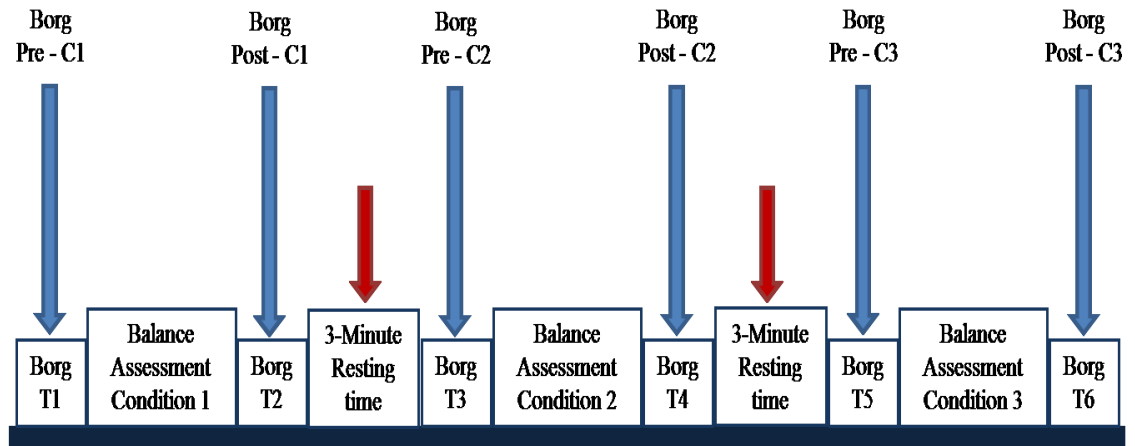 Borg
Pre - C1
Borg
Post - C1
Borg
Pre - C2
Borg
Post - C2
Borg
Pre - C3
Borg
Post - C3
Borg
T1
Balance
Assessment
Condition 1
Borg
T2
3-Minute
Resting
time
Borg
T3
Balance
Assessment
Condition 2
Borg
T4
3-Minute
Resting
time
Borg
T5
Balance
Assessment
Condition 3
Borg
T6